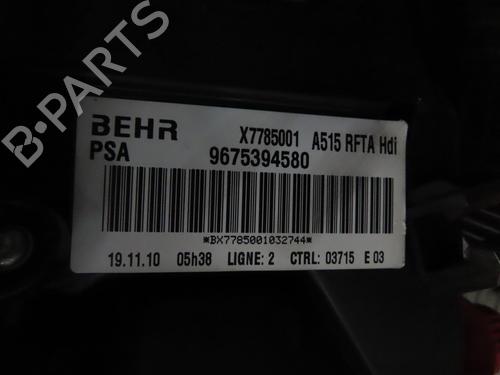 BEHR X7785001 A515 RFTA Hdi
PSA 9675394580
*BX7785001032744*
19.11.10 05h38 LIGNE: 2 CTRL: 03715 E 03
B-PARTS